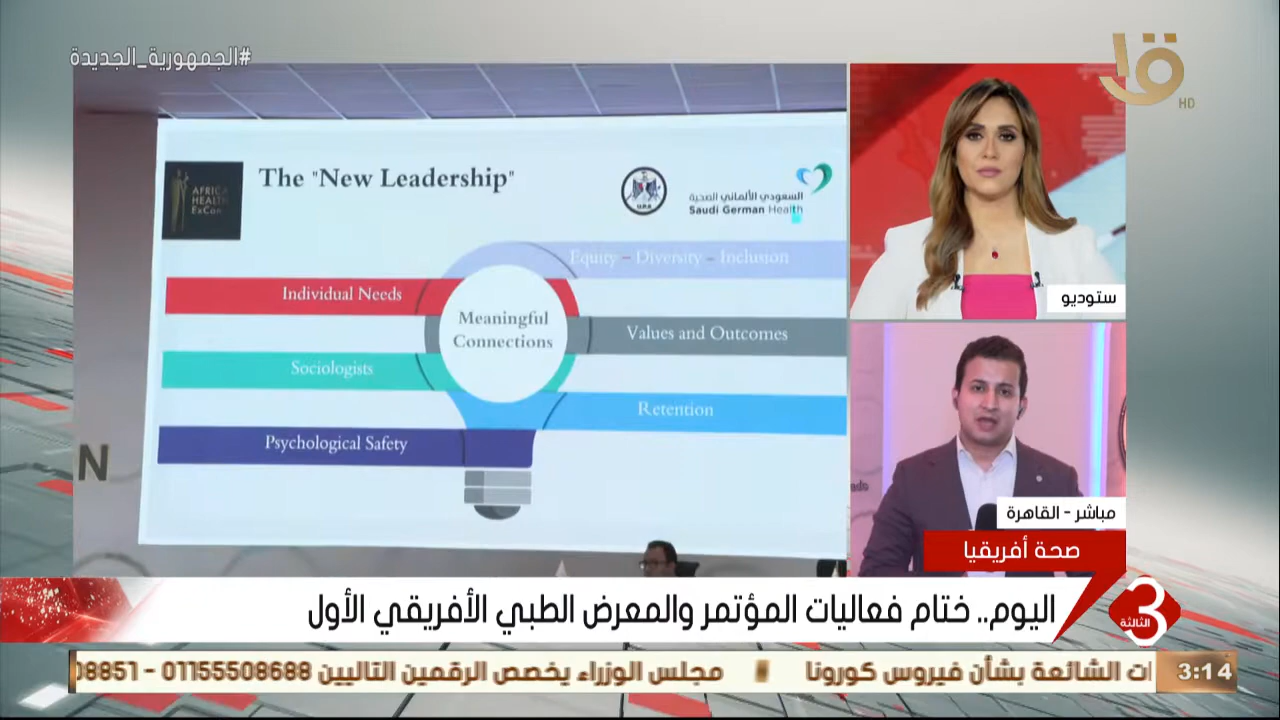 #الجمهورية_الجديدة
HD
The "New Leadership"
AFRICA
HEALTH
ExCon
السعودي الألماني الصحية
Saudi German Health
Equity – Diversity – Inclusion
Individual Needs
Meaningful
Connections
Values and Outcomes
Sociologists
Retention
Psychological Safety
N
ستوديو
مباشر - القاهرة
صحة أفريقيا
اليوم.. ختام فعاليات المؤتمر والمعرض الطبي الأفريقي الأول
3
الثالثة
ات الشائعة بشأن فيروس كورونا
مجلس الوزراء يخصص الرقمين التاليين 01155508688 - 08851
3:14